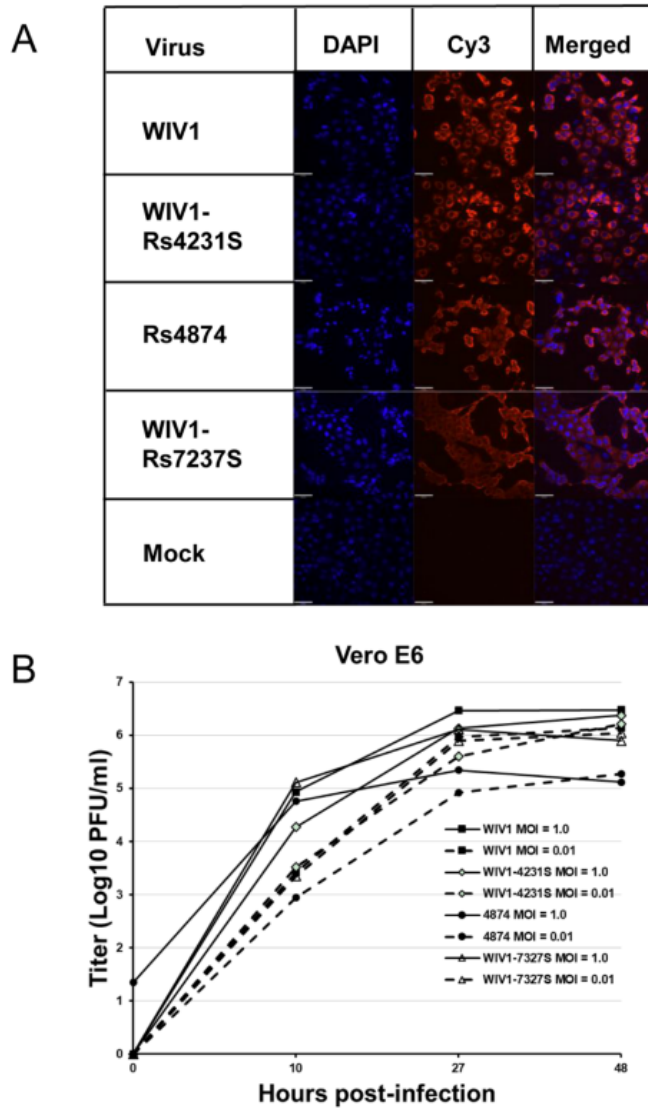 A
Virus DAPI Cy3 Merged
WIV1
WIV1-
Rs4231S
Rs4874
WIV1-
Rs7237S
Mock
B
Vero E6
Titer (Log10 PFU/ml)
7
6
5
4
3
2
1
0
WIV1 MOI = 1.0
WIV1 MOI = 0.01
WIV1-4231S MOI = 1.0
WIV1-4231S MOI = 0.01
4874 MOI = 1.0
4874 MOI = 0.01
WIV1-7327S MOI = 1.0
WIV1-7327S MOI = 0.01
0 10 27 48
Hours post-infection